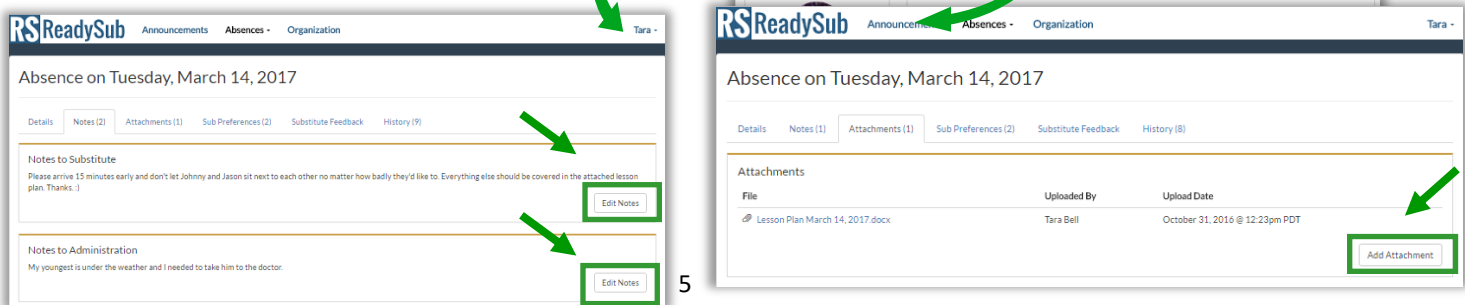 RS ReadySub Announcements Absences - Organization Tara -
Absence on Tuesday, March 14, 2017
Details Notes (2) Attachments (1) Sub Preferences (2) Substitute Feedback History (9)
Notes to Substitute
Please arrive 15 minutes early and don't let Johnny and Jason sit next to each other no matter how badly they'd like to. Everything else should be covered in the attached lesson
plan. Thanks. :)
Edit Notes
Notes to Administration
My youngest is under the weather and I needed to take him to the doctor.
Edit Notes
5
RS ReadySub Absences - Organization Tara -
Absence on Tuesday, March 14, 2017
Details Notes (1) Attachments (1) Sub Preferences (2) Substitute Feedback History (8)
Attachments
File Uploaded By Upload Date
Lesson Plan March 14, 2017.docx Tara Bell October 31, 2016 @ 12:23pm PDT
Add Attachment